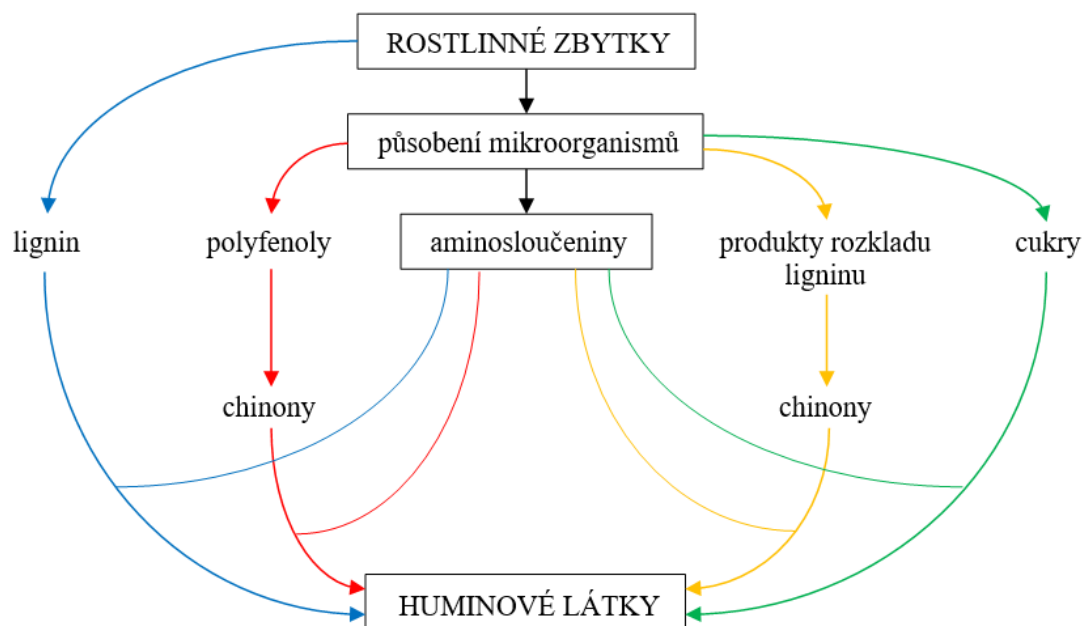 ROSTLINNÉ ZBYTKY
působení mikroorganismů
lignin
polyfenoly
aminosloučeniny
produkty rozkladu
ligninu
cukry
chinony
chinony
HUMINOVÉ LÁTKY